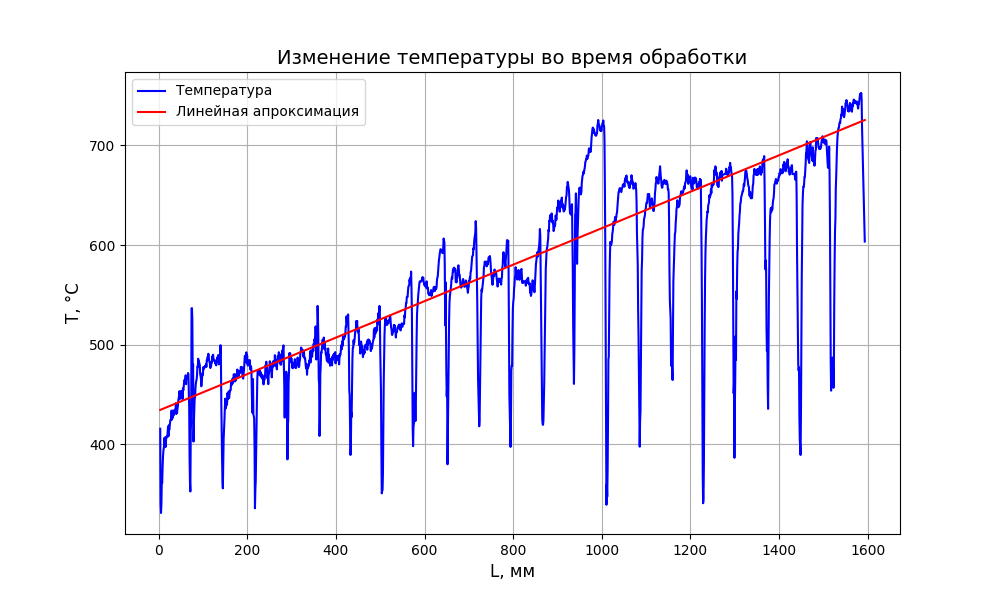 Изменение температуры во время обработки
Температура
Линейная апроксимация
T, °C
700
600
500
400
0 200 400 600 800 1000 1200 1400 1600
L, мм